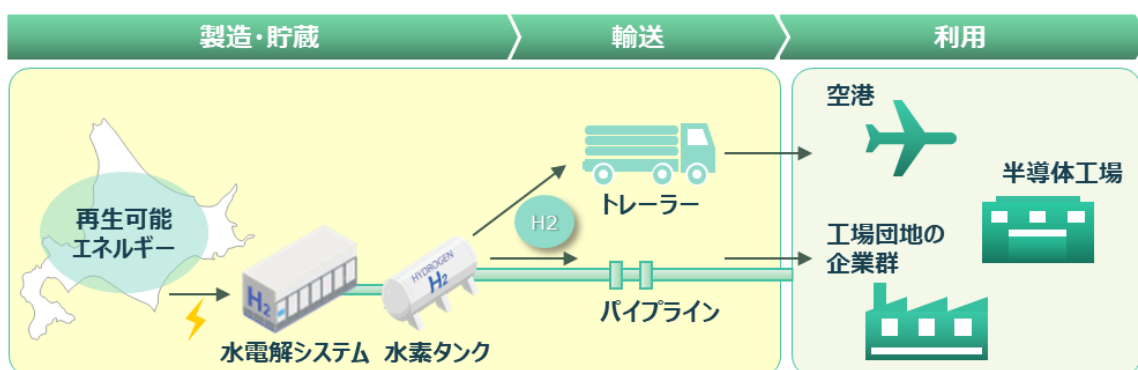 製造・貯蔵
輸送
利用
再生可能
エネルギー
H2
水電解システム
HYDROGEN
H2
水素タンク
H2
トレーラー
パイプライン
空港
半導体工場
工場団地の
企業群